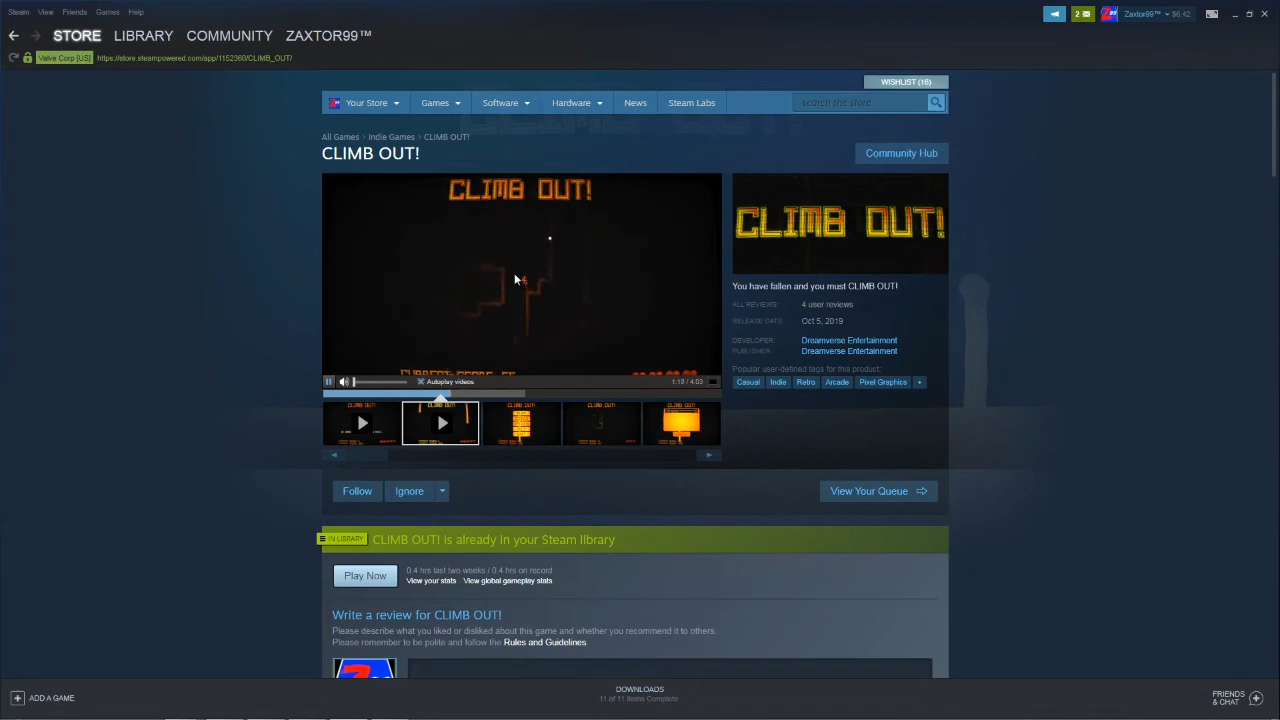 Steam View Friends Games Help
2 Zaxtor99™ $6.42
STORE LIBRARY COMMUNITY ZAXTOR99™
Valve Corp [US] https://store.steampowered.com/app/1152360/CLIMB_OUT/
WISHLIST (16)
Your Store Games Software Hardware News Steam Labs search the store
All Games > Indie Games > CLIMB OUT!
CLIMB OUT!
Community Hub
CLIMB OUT!
CLIMB OUT!
You have fallen and you must CLIMB OUT!
ALL REVIEWS: 4 user reviews
RELEASE DATE: Oct 5, 2019
DEVELOPER: Dreamverse Entertainment
PUBLISHER: Dreamverse Entertainment
Popular user-defined tags for this product:
Casual Indie Retro Arcade Pixel Graphics +
Autoplay videos 1:13 / 4:03
Follow Ignore
View Your Queue
IN LIBRARY CLIMB OUT! is already in your Steam library
Play Now
0.4 hrs last two weeks / 0.4 hrs on record
View your stats View global gameplay stats
Write a review for CLIMB OUT!
Please describe what you liked or disliked about this game and whether you recommend it to others.
Please remember to be polite and follow the Rules and Guidelines.
ADD A GAME
DOWNLOADS
11 of 11 Items Complete
FRIENDS
& CHAT